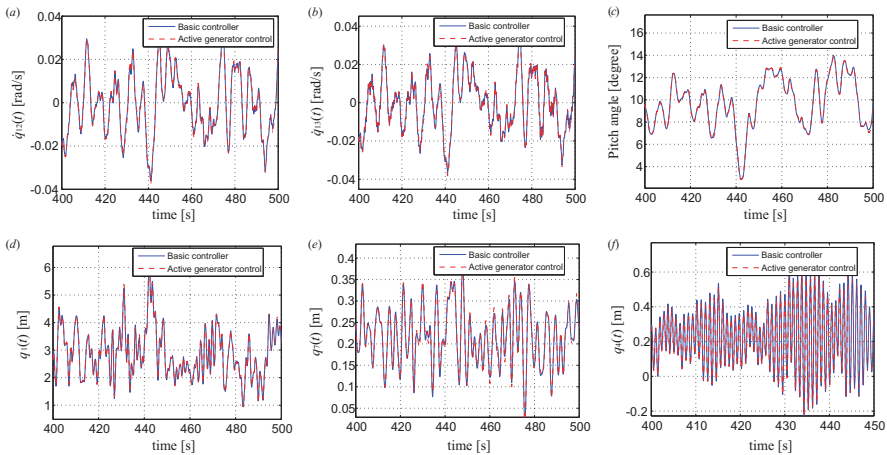 (a)
Basic controller
Active generator control
0.04
0.02
0
-0.02
-0.04
q̇12(t) [rad/s]
400 420 440 460 480 500
time [s]
(b)
Basic controller
Active generator control
0.04
0.02
0
-0.02
-0.04
q̇13(t) [rad/s]
400 420 440 460 480 500
time [s]
(c)
Basic controller
Active generator control
16
14
12
10
8
6
4
Pitch angle [degree]
400 420 440 460 480 500
time [s]
(d)
Basic controller
Active generator control
6
5
4
3
2
1
400 420 440 460 480 500
time [s]
(e)
Basic controller
Active generator control
0.4
0.35
0.3
0.25
0.2
0.15
0.1
0.05
q7(t) [m]
400 420 440 460 480 500
time [s]
(f)
Basic controller
Active generator control
0.6
0.4
0.2
0
-0.2
400 410 420 430 440 450
time [s]